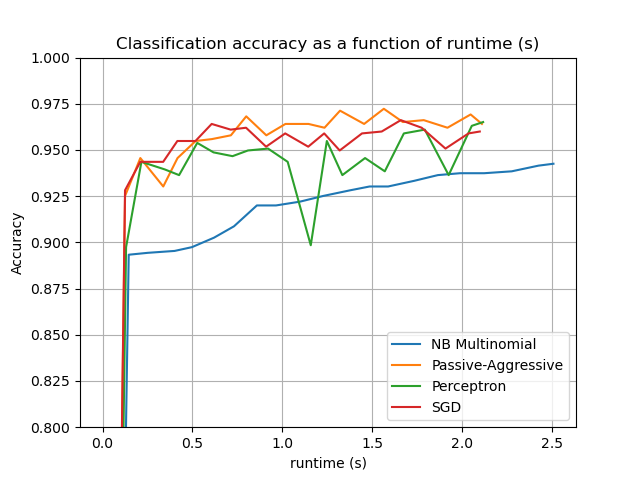 Classification accuracy as a function of runtime (s)
1.000
0.975
0.950
0.925
0.900
0.875
0.850
0.825
0.800
Accuracy
NB Multinomial
Passive-Aggressive
Perceptron
SGD
0.0 0.5 1.0 1.5 2.0 2.5
runtime (s)